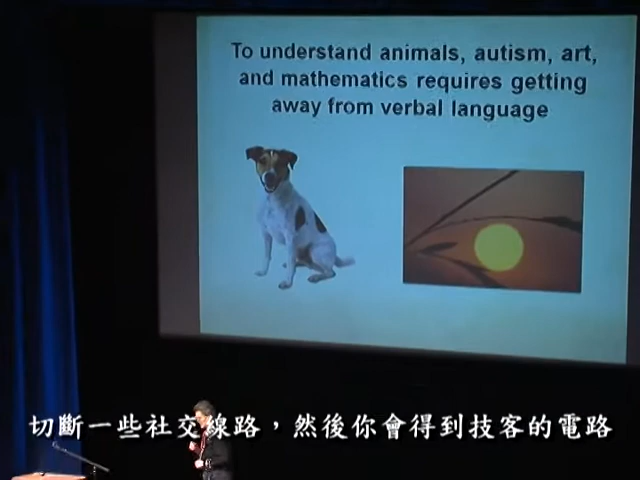 To understand animals, autism, art,
and mathematics requires getting
away from verbal language
切斷一些社交線路，然後你會得到技客的電路